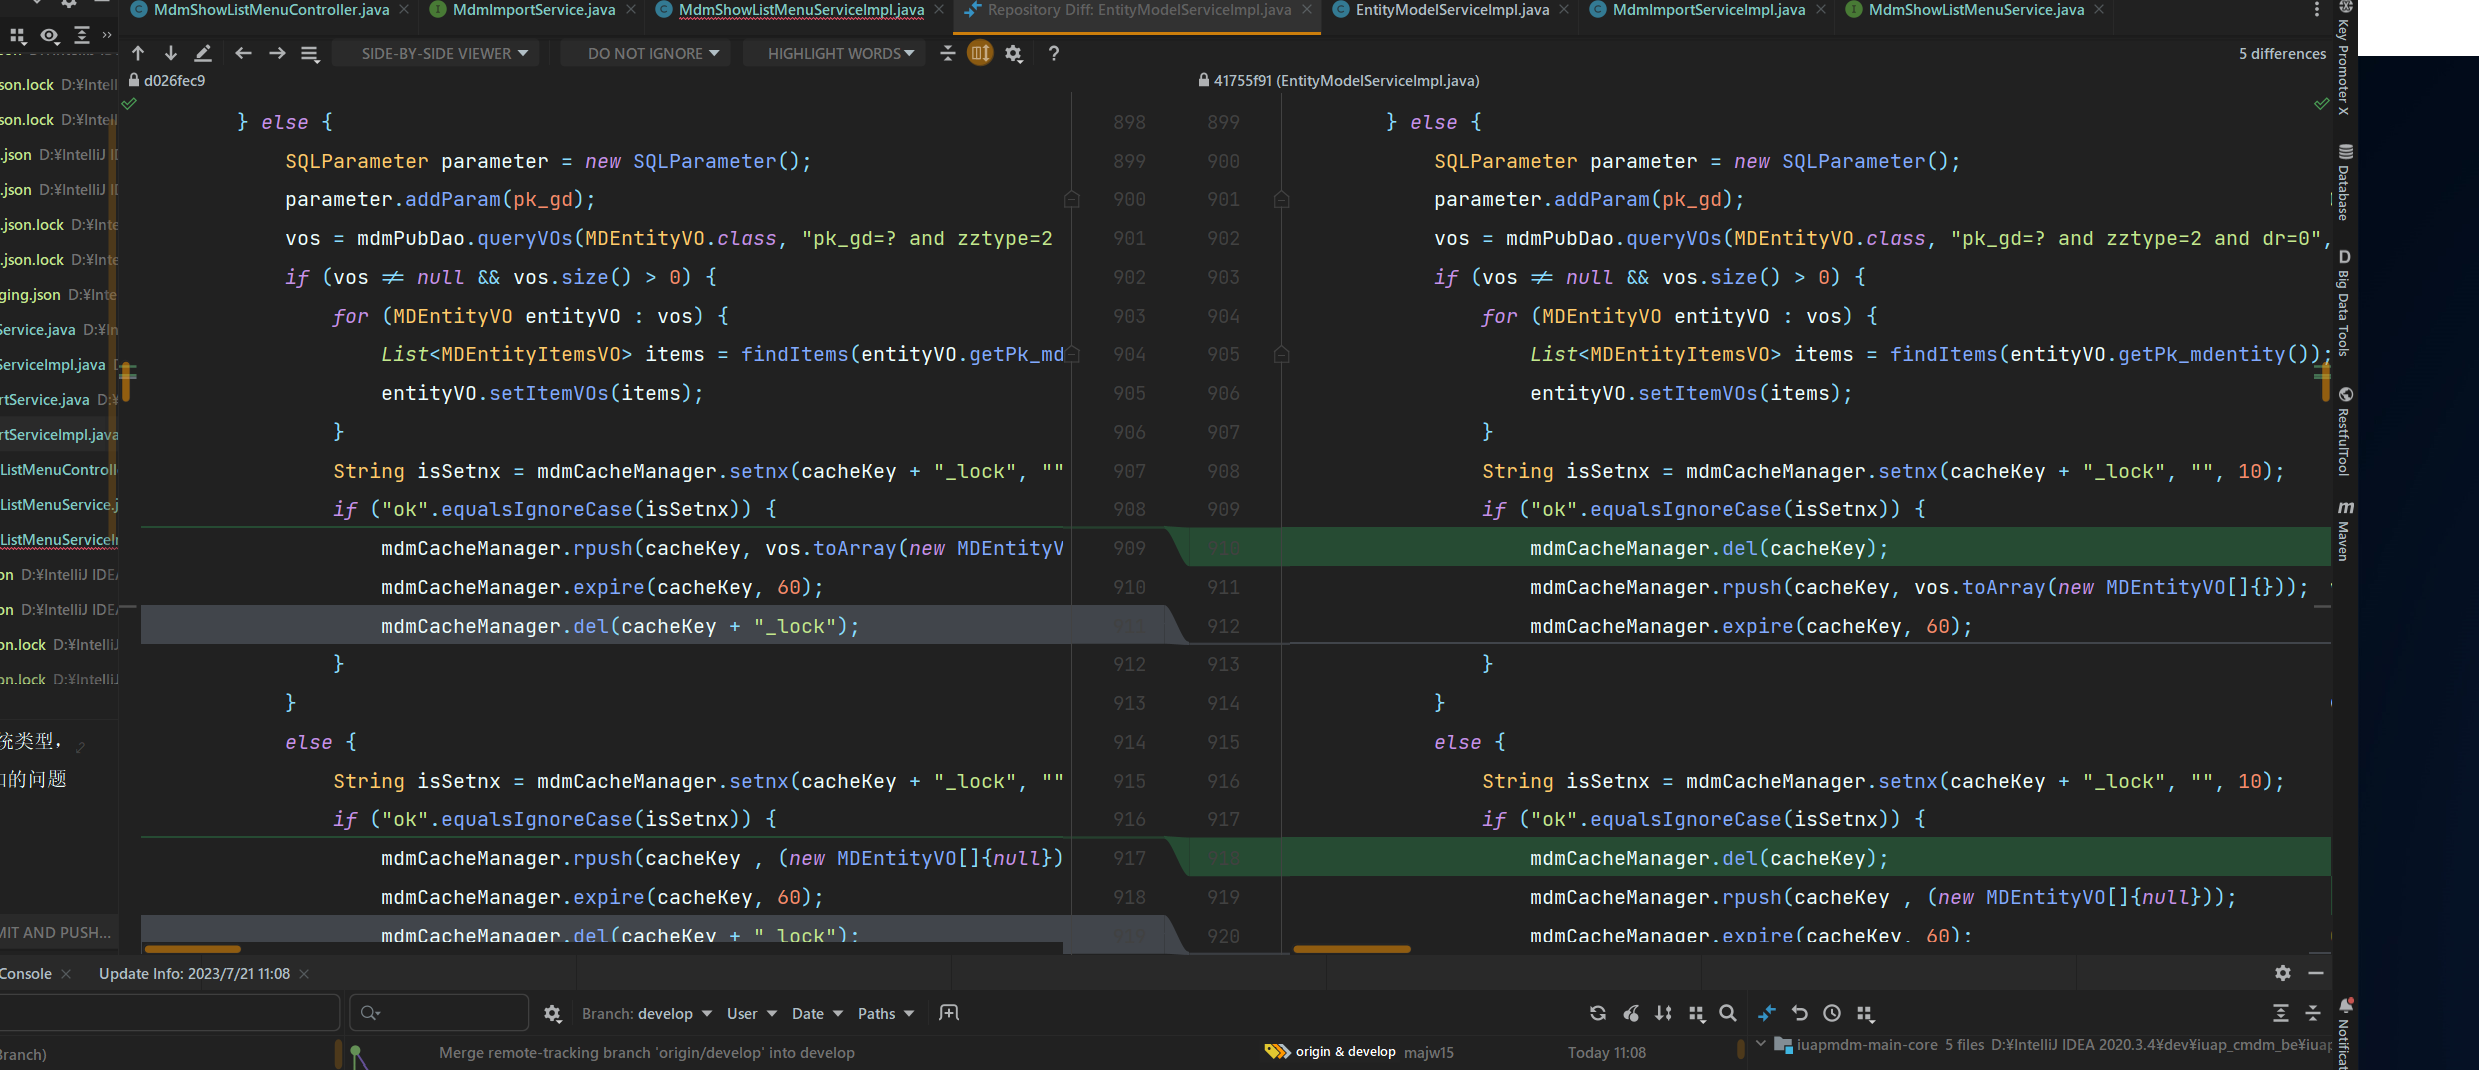 MdmShowListMenuController.java
MdmImportService.java
MdmShowListMenuServiceImpl.java
Repository Diff: EntityModelServiceImpl.java
EntityModelServiceImpl.java
MdmImportServiceImpl.java
MdmShowListMenuService.java
SIDE-BY-SIDE VIEWER
DO NOT IGNORE
HIGHLIGHT WORDS
?
5 differences
d026fec9
41755f91 (EntityModelServiceImpl.java)
son.lock D:¥Intell
son.lock D:¥Intell
.json D:¥IntelliJ I
.json D:¥IntelliJ I
.json.lock D:¥Inte
.json.lock D:¥Inte
ging.json D:¥Inte
Service.java D:¥In
ServiceImpl.java
rtService.java D:¥
rtServiceImpl.java
ListMenuControll
ListMenuService.j
ListMenuServiceI
on D:¥IntelliJ IDEA
on D:¥IntelliJ IDEA
on.lock D:¥IntelliJ
on.lock D:¥IntelliJ
统类型，
的问题
MIT AND PUSH...
} else { 898
SQLParameter parameter = new SQLParameter(); 899
parameter.addParam(pk_gd); 900
vos = mdmPubDao.queryVOs(MDEntityVO.class, "pk_gd=? and zztype=2 901
if (vos ≠ null && vos.size() > 0) { 902
for (MDEntityVO entityVO : vos) { 903
List<MDEntityItemsVO> items = findItems(entityVO.getPk_md 904
entityVO.setItemVOs(items); 905
} 906
String isSetnx = mdmCacheManager.setnx(cacheKey + "_lock", "" 907
if ("ok".equalsIgnoreCase(isSetnx)) { 908
mdmCacheManager.rpush(cacheKey, vos.toArray(new MDEntityV 909
mdmCacheManager.expire(cacheKey, 60); 910
mdmCacheManager.del(cacheKey + "_lock"); 911
} 912
} 913
else { 914
String isSetnx = mdmCacheManager.setnx(cacheKey + "_lock", "" 915
if ("ok".equalsIgnoreCase(isSetnx)) { 916
mdmCacheManager.rpush(cacheKey , (new MDEntityVO[]{null}) 917
mdmCacheManager.expire(cacheKey, 60); 918
mdmCacheManager.del(cacheKey + "_lock"); 919
899 } else {
900 SQLParameter parameter = new SQLParameter();
901 parameter.addParam(pk_gd);
902 vos = mdmPubDao.queryVOs(MDEntityVO.class, "pk_gd=? and zztype=2 and dr=0",
903 if (vos ≠ null && vos.size() > 0) {
904 for (MDEntityVO entityVO : vos) {
905 List<MDEntityItemsVO> items = findItems(entityVO.getPk_mdentity());
906 entityVO.setItemVOs(items);
907 }
908 String isSetnx = mdmCacheManager.setnx(cacheKey + "_lock", "", 10);
909 if ("ok".equalsIgnoreCase(isSetnx)) {
910 mdmCacheManager.del(cacheKey);
911 mdmCacheManager.rpush(cacheKey, vos.toArray(new MDEntityVO[]{}));
912 mdmCacheManager.expire(cacheKey, 60);
913 }
914 }
915 else {
916 String isSetnx = mdmCacheManager.setnx(cacheKey + "_lock", "", 10);
917 if ("ok".equalsIgnoreCase(isSetnx)) {
918 mdmCacheManager.del(cacheKey);
919 mdmCacheManager.rpush(cacheKey , (new MDEntityVO[]{null}));
920 mdmCacheManager.expire(cacheKey, 60);
Key Promoter X
Database
D Big Data Tools
RestfulTool
m Maven
Notificat
Console
Update Info: 2023/7/21 11:08
Branch: develop
User
Date
Paths
Branch)
Merge remote-tracking branch 'origin/develop' into develop
origin & develop majw15
Today 11:08
iuapmdm-main-core 5 files D:¥IntelliJ IDEA 2020.3.4¥dev¥iuap_cmdm_be¥iuap